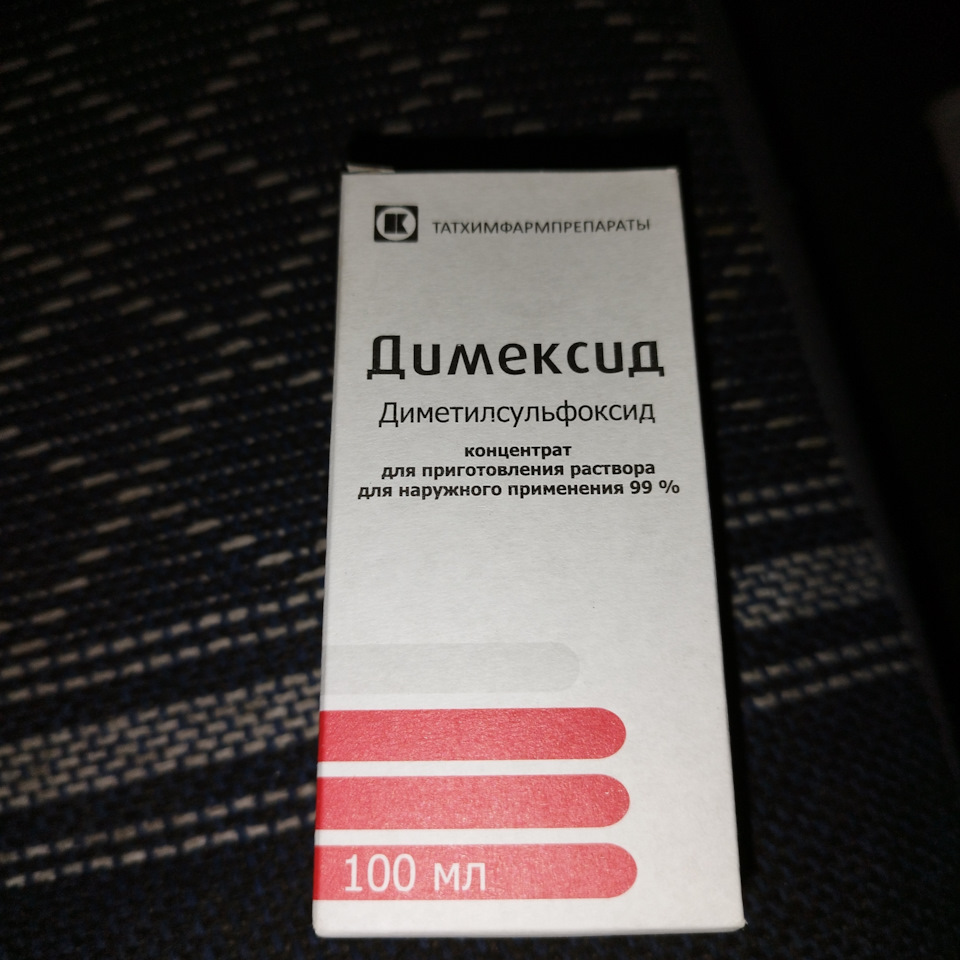 ТАТХИМФАРМПРЕПАРАТЫ
Димексид
Диметилсульфоксид
концентрат
для приготовления раствора
для наружного применения 99 %
100 мл